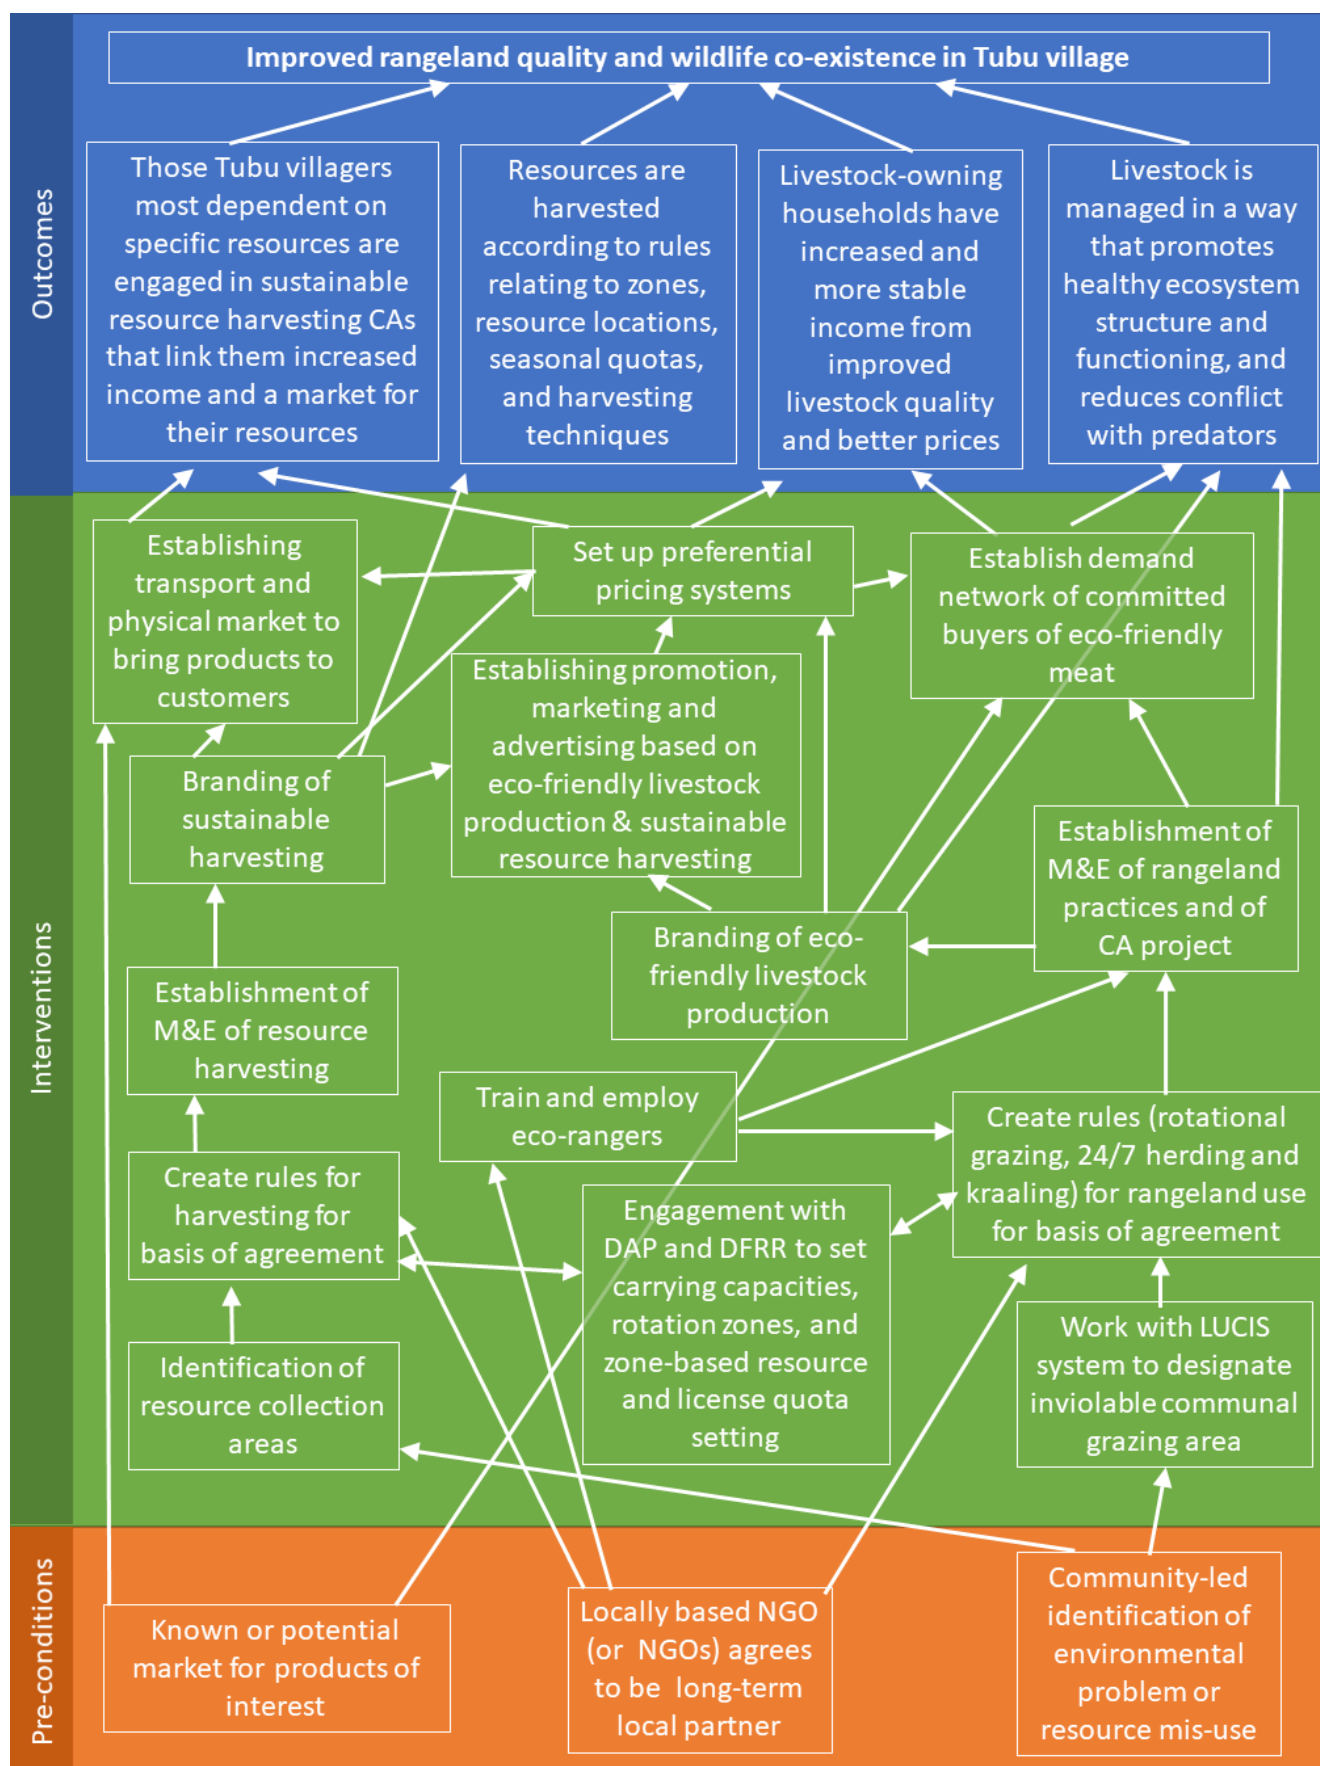 Outcomes
Improved rangeland quality and wildlife co-existence in Tubu village
Those Tubu villagers
most dependent on
specific resources are
engaged in sustainable
resource harvesting CAs
that link them increased
income and a market for
their resources
Resources are
harvested
according to rules
relating to zones,
resource locations,
seasonal quotas,
and harvesting
techniques
Livestock-owning
households have
increased and
more stable
income from
improved
livestock quality
and better prices
Livestock is
managed in a way
that promotes
healthy ecosystem
structure and
functioning, and
reduces conflict
with predators
Interventions
Establishing
transport and
physical market to
bring products to
customers
Set up preferential
pricing systems
Establish demand
network of committed
buyers of eco-friendly
meat
Establishing promotion,
marketing and
advertising based on
eco-friendly livestock
production & sustainable
resource harvesting
Branding of
sustainable
harvesting
Establishment of
M&E of rangeland
practices and of
CA project
Branding of eco-
friendly livestock
production
Establishment of
M&E of resource
harvesting
Train and employ
eco-rangers
Create rules (rotational
grazing, 24/7 herding and
kraaling) for rangeland use
for basis of agreement
Create rules for
harvesting for
basis of agreement
Engagement with
DAP and DFRR to set
carrying capacities,
rotation zones, and
zone-based resource
and license quota
setting
Identification of
resource collection
areas
Work with LUCIS
system to designate
inviolable communal
grazing area
Pre-conditions
Known or potential
market for products of
interest
Locally based NGO
(or NGOs) agrees
to be long-term
local partner
Community-led
identification of
environmental
problem or
resource mis-use